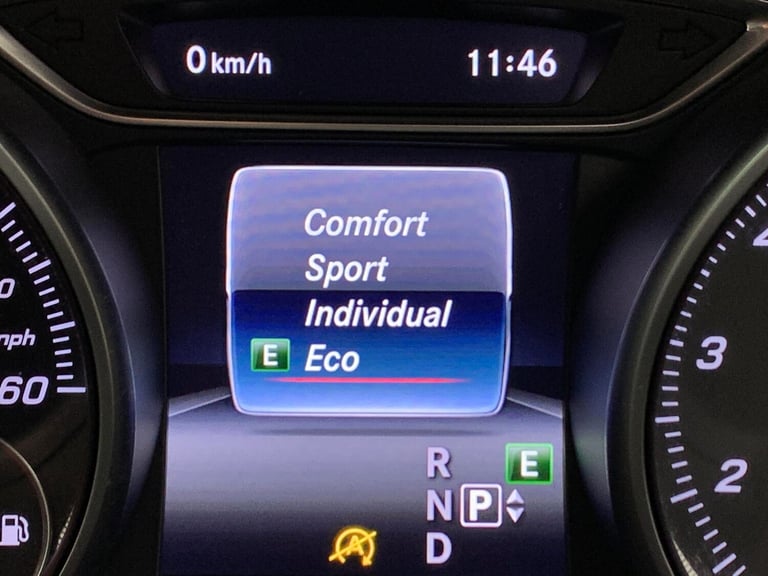 0 km/h 11:46
Comfort
Sport
Individual
E Eco
R E
N P
D
A
mph
60
3
2